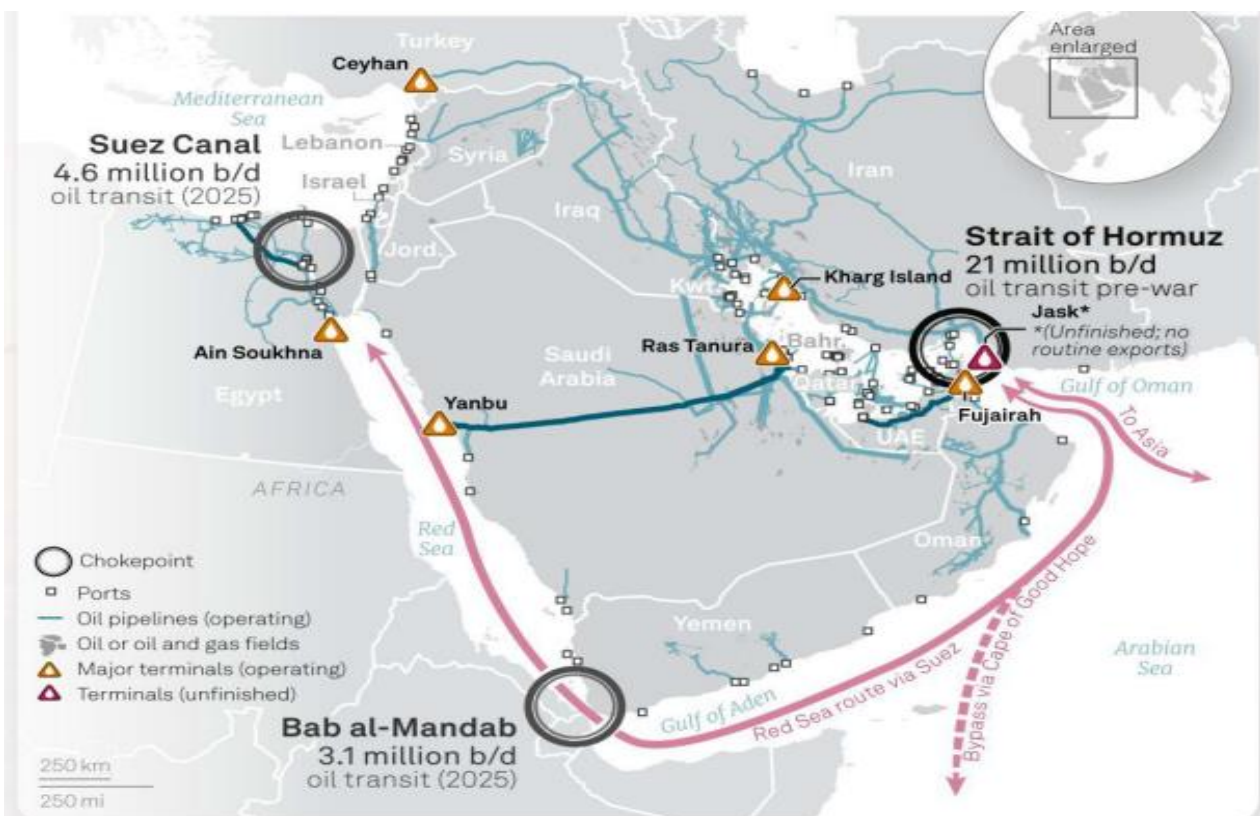 Area
enlarged
Turkey
Ceyhan
Mediterranean
Sea
Suez Canal
4.6 million b/d
oil transit (2025)
Lebanon
Syria
Israel
Iraq
Iran
Jord.
Strait of Hormuz
21 million b/d
oil transit pre-war
Jask*
*(Unfinished; no
routine exports)
Kwt.
Kharg Island
Ain Soukhna
Ras Tanura
Bahr.
Saudi
Arabia
Qatar
Gulf of Oman
Egypt
Yanbu
Fujairah
UAE
To Asia
AFRICA
Red
Sea
Oman
Chokepoint
Ports
Oil pipelines (operating)
Oil or oil and gas fields
Major terminals (operating)
Terminals (unfinished)
Yemen
Gulf of Aden
Red Sea route via Suez
Bypass via Cape of Good Hope
Arabian
Sea
Bab al-Mandab
3.1 million b/d
oil transit (2025)
250 km
250 mi